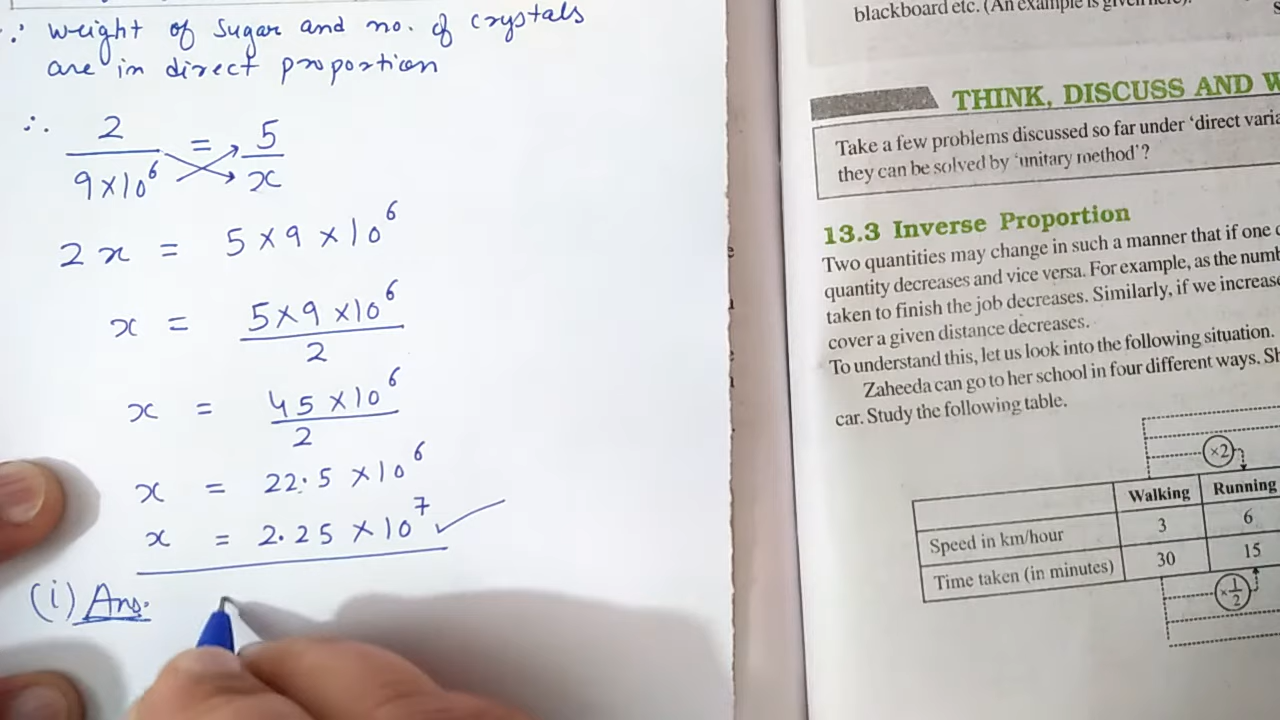 ∵ weight of sugar and no. of crystals
are in direct proportion
∴ 2/(9×10⁶) = 5/x
2x = 5×9×10⁶
x = (5×9×10⁶)/2
x = (45×10⁶)/2
x = 22.5×10⁶
x = 2.25×10⁷ ✓
(i) Ans.
blackboard etc. (An example is given here).
THINK, DISCUSS AND
Take a few problems discussed so far under 'direct
they can be solved by 'unitary method'?
13.3 Inverse Proportion
Two quantities may change in such a manner that if one
quantity decreases and vice versa. For example, as the
taken to finish the job decreases. Similarly, if we
cover a given distance decreases.
To understand this, let us look into the following situation.
Zaheeda can go to her school in four different ways.
car. Study the following table.
×2
Walking Running
Speed in km/hour 3 6
Time taken (in minutes) 30 15
×1/2